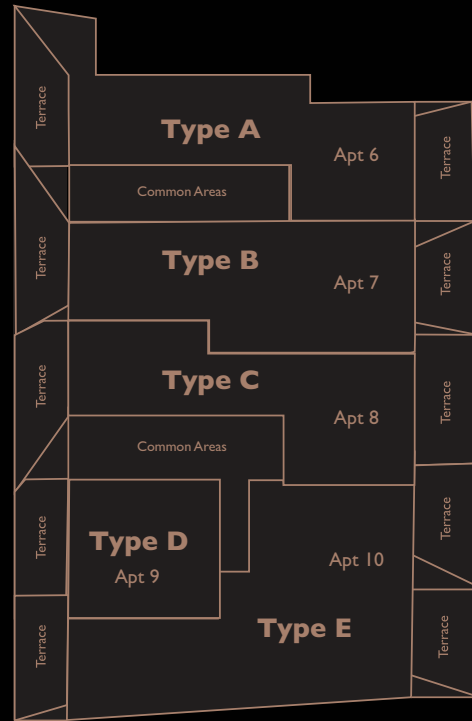 Terrace
Type A
Apt 6
Terrace
Common Areas
Terrace
Type B
Apt 7
Terrace
Terrace
Type C
Apt 8
Terrace
Common Areas
Terrace
Type D
Apt 9
Apt 10
Terrace
Terrace
Type E
Terrace